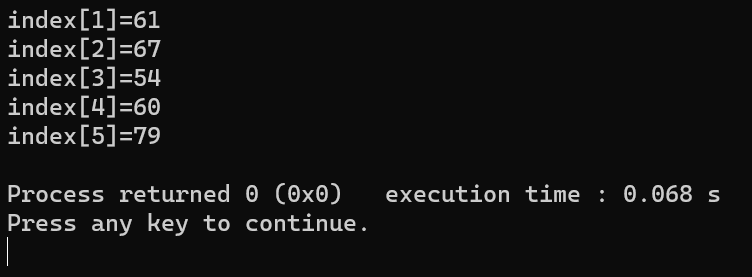 index[1]=61
index[2]=67
index[3]=54
index[4]=60
index[5]=79
Process returned 0 (0x0)   execution time : 0.068 s
Press any key to continue.